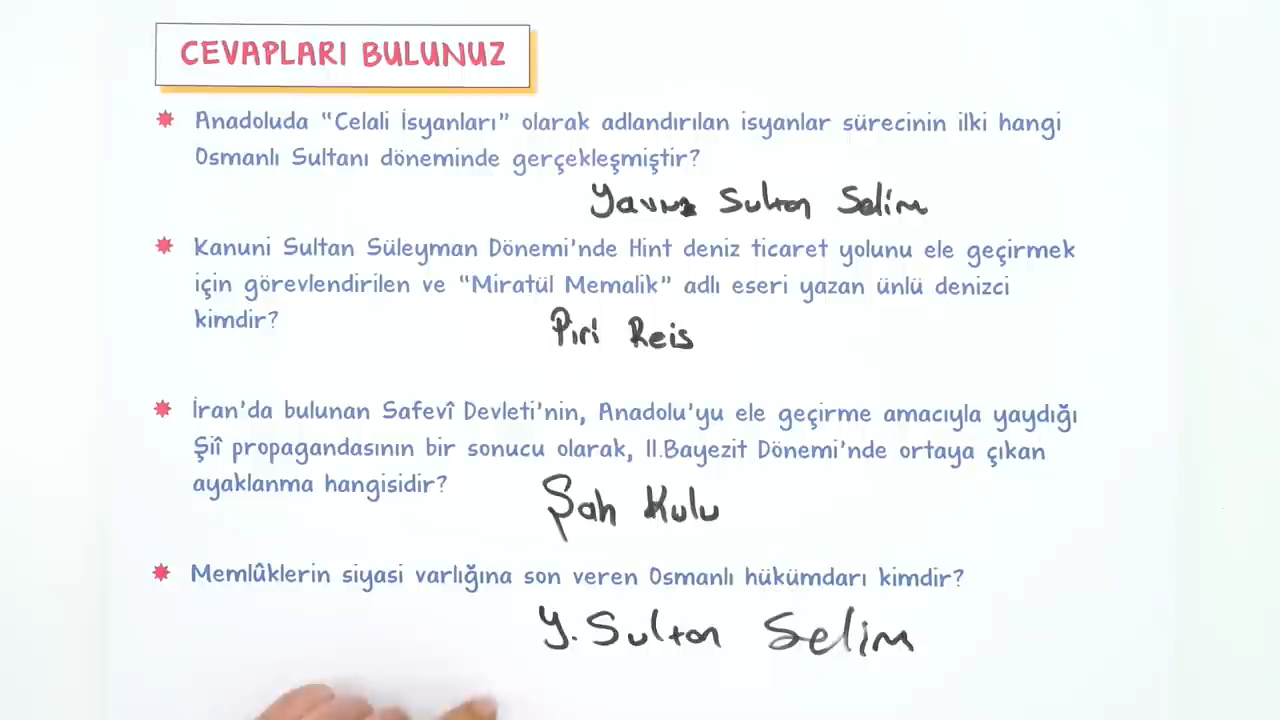 CEVAPLARI BULUNUZ
Anadoluda “Celali İsyanları” olarak adlandırılan isyanlar sürecinin ilki hangi
Osmanlı Sultanı döneminde gerçekleşmiştir?
Yavuz Sultan Selim
Kanuni Sultan Süleyman Dönemi'nde Hint deniz ticaret yolunu ele geçirmek
için görevlendirilen ve “Miratül Memalik” adlı eseri yazan ünlü denizci
kimdir?
Piri Reis
İran'da bulunan Safevî Devleti'nin, Anadolu'yu ele geçirme amacıyla yaydığı
Şiî propagandasının bir sonucu olarak, II.Bayezit Dönemi'nde ortaya çıkan
ayaklanma hangisidir?
Şah Kulu
Memlûklerin siyasi varlığına son veren Osmanlı hükümdarı kimdir?
Y. Sultan Selim